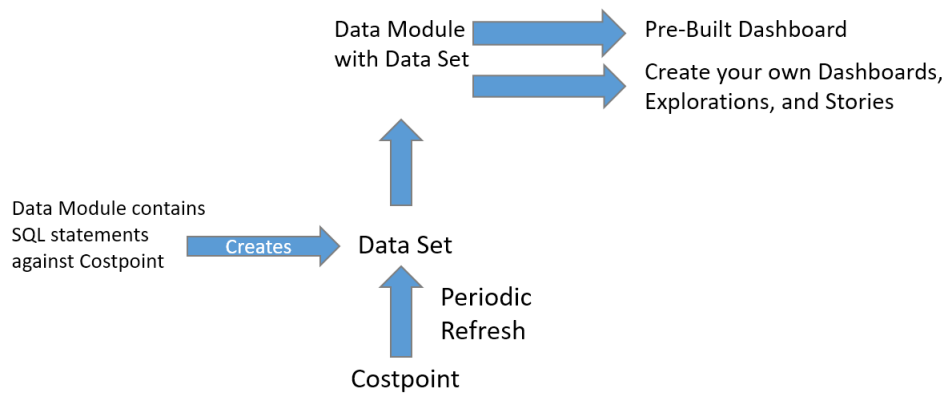 Data Module
with Data Set
Pre-Built Dashboard
Create your own Dashboards,
Explorations, and Stories
Data Module contains
SQL statements
against Costpoint
Creates
Data Set
Periodic
Refresh
Costpoint